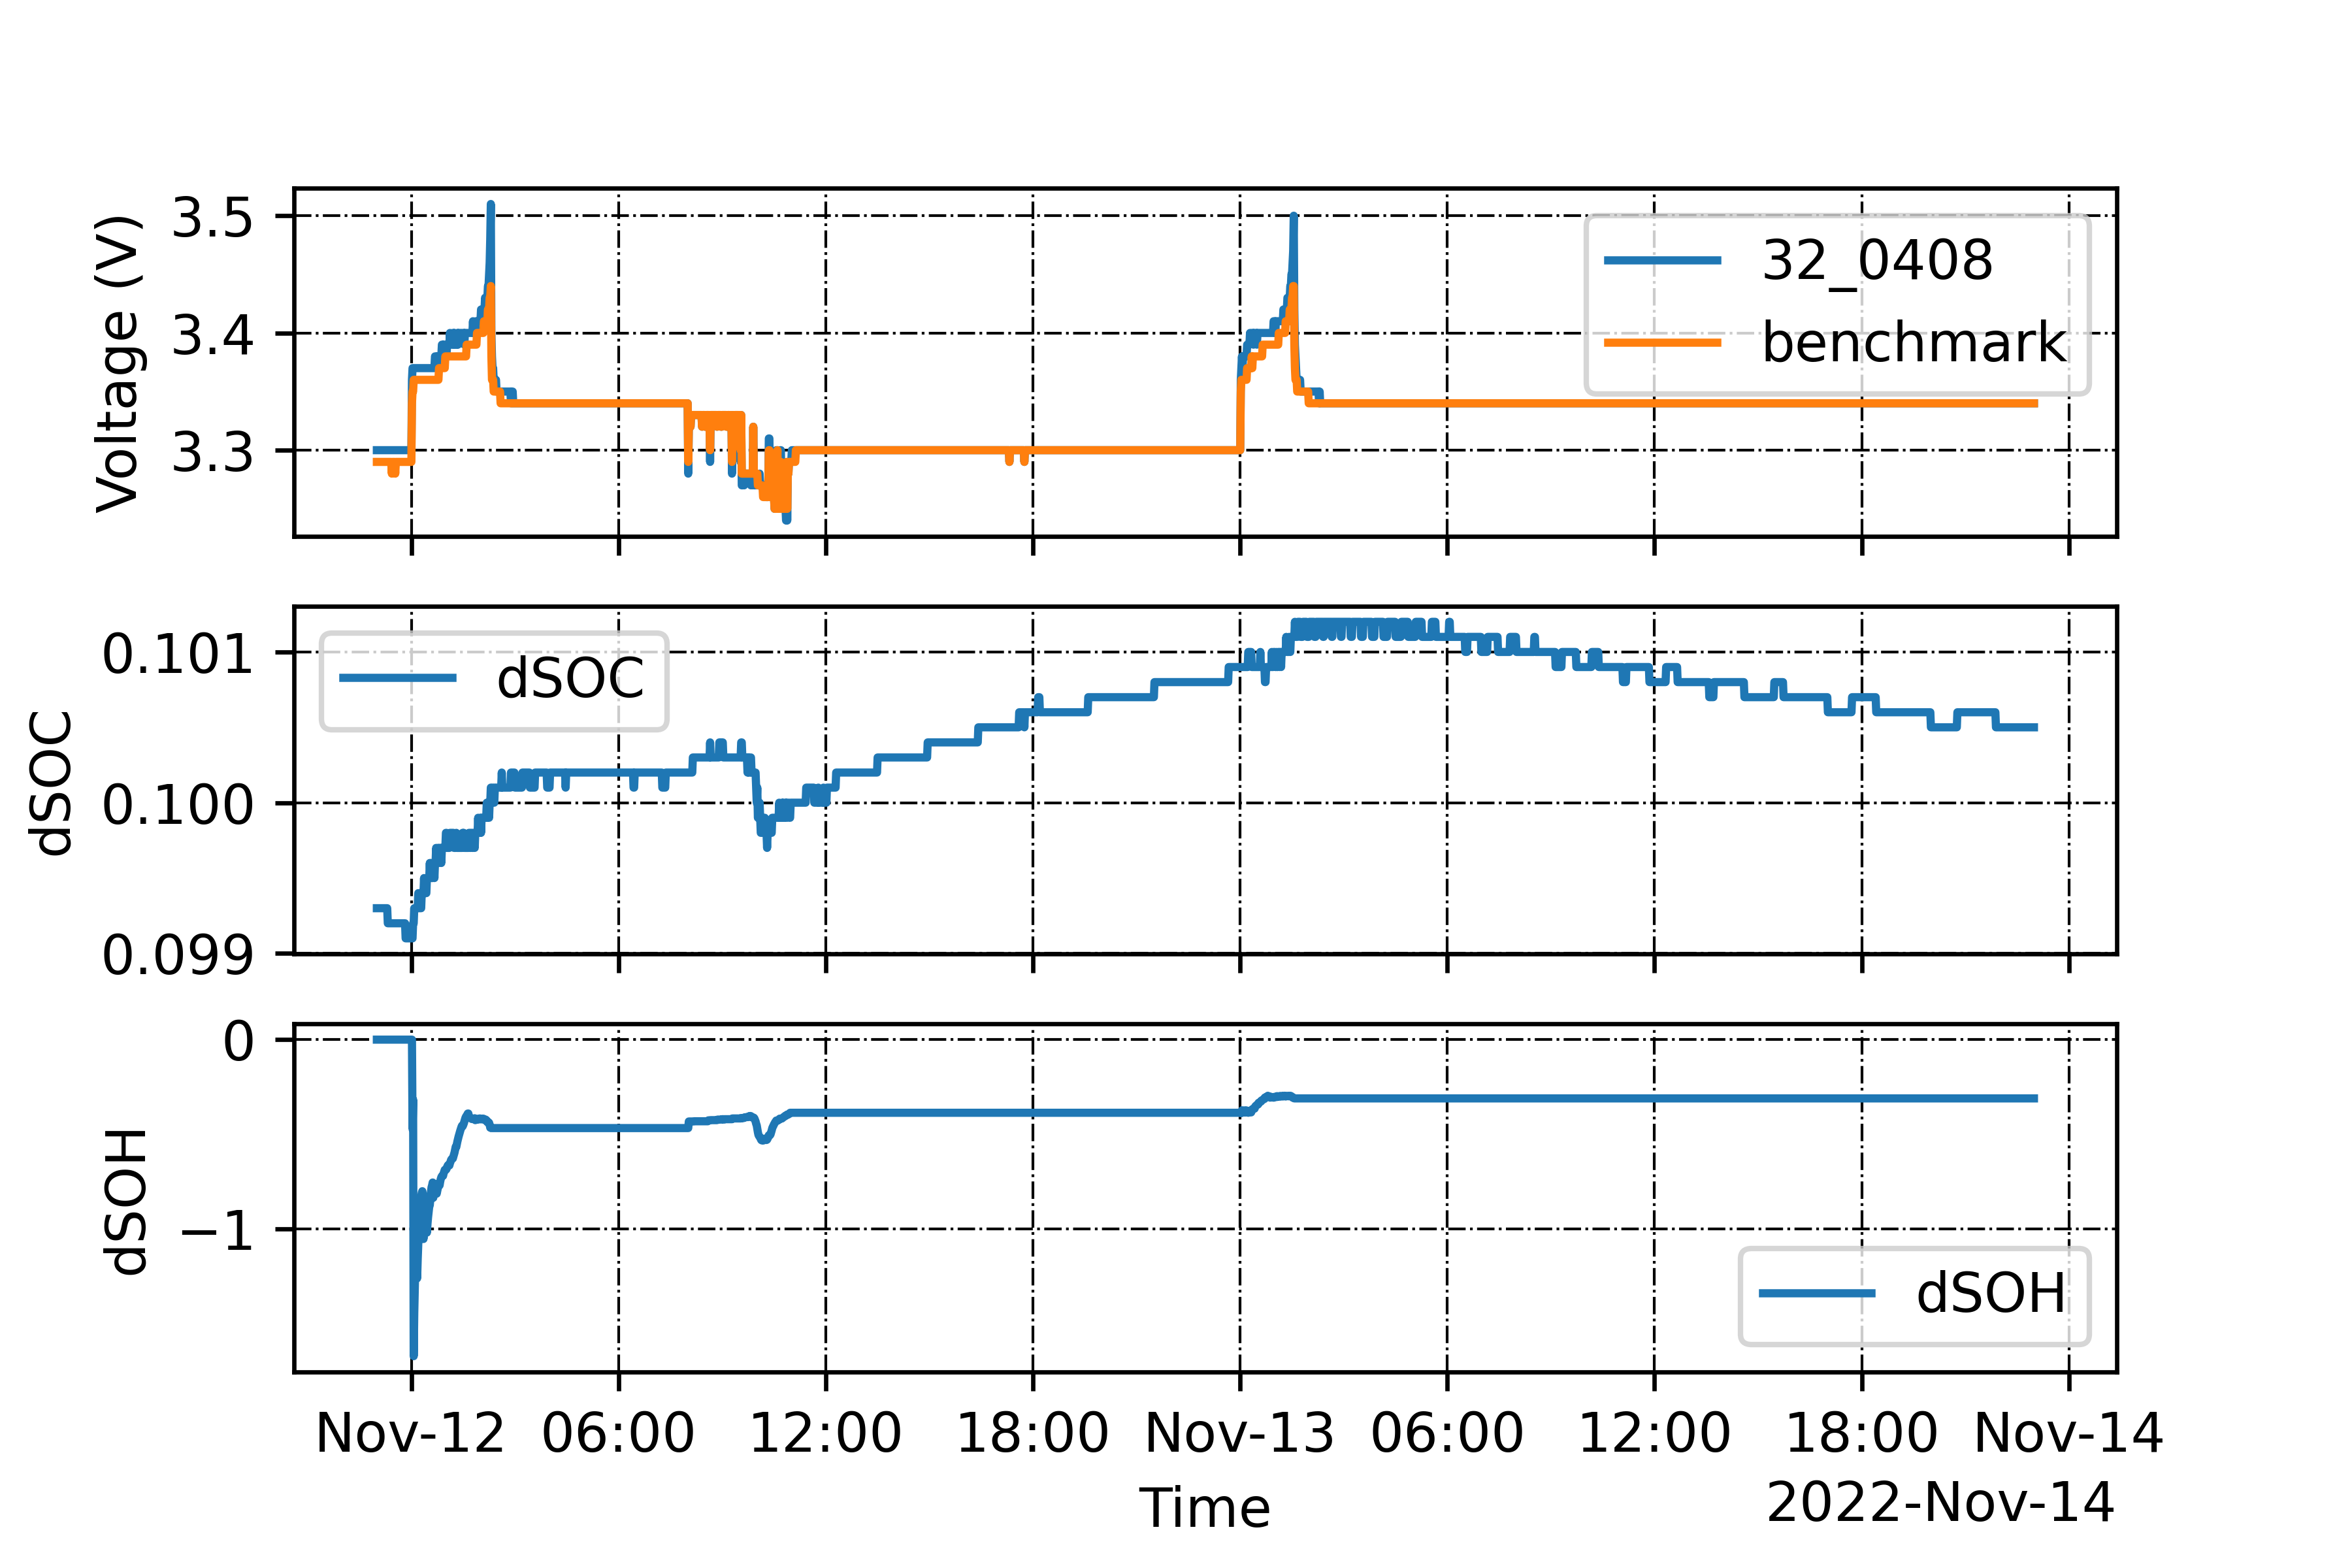 Voltage (V)
3.5
3.4
3.3
32_0408
benchmark
dSOC
0.101
0.100
0.099
dSOC
dSOH
0
−1
dSOH
Nov-12 06:00 12:00 18:00 Nov-13 06:00 12:00 18:00 Nov-14
Time
2022-Nov-14